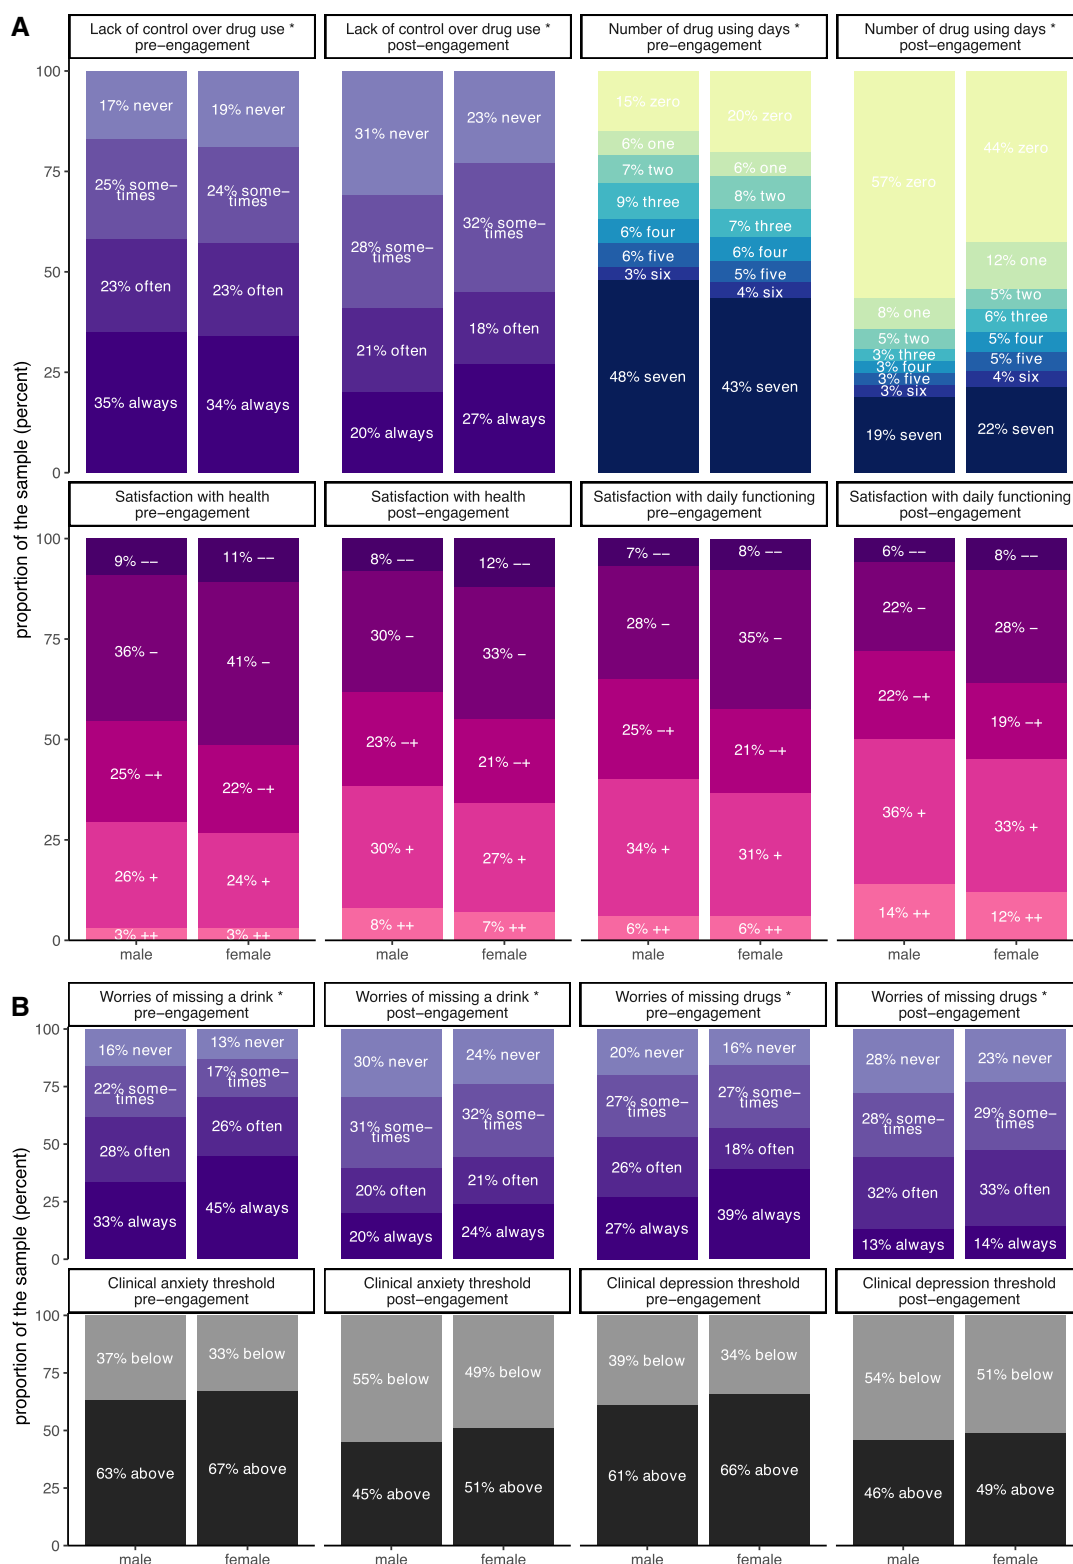 A
Lack of control over drug use *
pre−engagement
Lack of control over drug use *
post−engagement
Number of drug using days *
pre−engagement
Number of drug using days *
post−engagement
proportion of the sample (percent)
100
75
50
25
0
17% never
25% some−
times
23% often
35% always
19% never
24% some−
times
23% often
34% always
31% never
28% some−
times
21% often
20% always
23% never
32% some−
times
18% often
27% always
15% zero
6% one
7% two
9% three
6% four
6% five
3% six
48% seven
20% zero
6% one
8% two
7% three
6% four
5% five
4% six
43% seven
57% zero
8% one
5% two
3% three
3% four
3% five
3% six
19% seven
44% zero
12% one
5% two
6% three
5% four
5% five
4% six
22% seven
Satisfaction with health
pre−engagement
Satisfaction with health
post−engagement
Satisfaction with daily functioning
pre−engagement
Satisfaction with daily functioning
post−engagement
100
75
50
25
0
9% −−
36% −
25% −+
26% +
3% ++
11% −−
41% −
22% −+
24% +
3% ++
8% −−
30% −
23% −+
30% +
8% ++
12% −−
33% −
21% −+
27% +
7% ++
7% −−
28% −
25% −+
34% +
6% ++
8% −−
35% −
21% −+
31% +
6% ++
6% −−
22% −
22% −+
36% +
14% ++
8% −−
28% −
19% −+
33% +
12% ++
male
female
male
female
male
female
male
female
B
Worries of missing a drink *
pre−engagement
Worries of missing a drink *
post−engagement
Worries of missing drugs *
pre−engagement
Worries of missing drugs *
post−engagement
proportion of the sample (percent)
100
75
50
25
0
16% never
22% some−
times
28% often
33% always
13% never
17% some−
times
26% often
45% always
30% never
31% some−
times
20% often
20% always
24% never
32% some−
times
21% often
24% always
20% never
27% some−
times
26% often
27% always
16% never
27% some−
times
18% often
39% always
28% never
28% some−
times
32% often
13% always
23% never
29% some−
times
33% often
14% always
Clinical anxiety threshold
pre−engagement
Clinical anxiety threshold
post−engagement
Clinical depression threshold
pre−engagement
Clinical depression threshold
post−engagement
100
75
50
25
0
37% below
63% above
33% below
67% above
55% below
45% above
49% below
51% above
39% below
61% above
34% below
66% above
54% below
46% above
51% below
49% above
male
female
male
female
male
female
male
female